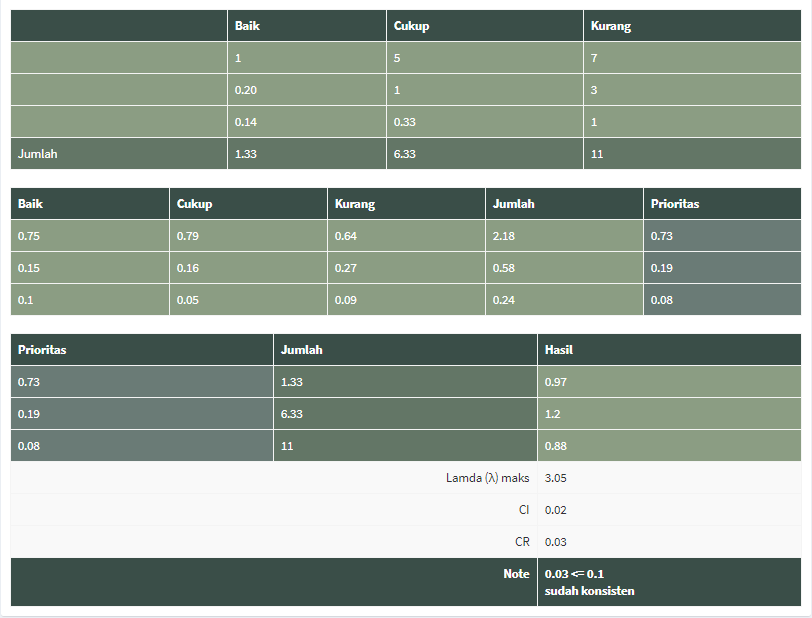 Baik Cukup Kurang
1 5 7
0.20 1 3
0.14 0.33 1
Jumlah 1.33 6.33 11
Baik Cukup Kurang Jumlah Prioritas
0.75 0.79 0.64 2.18 0.73
0.15 0.16 0.27 0.58 0.19
0.1 0.05 0.09 0.24 0.08
Prioritas Jumlah Hasil
0.73 1.33 0.97
0.19 6.33 1.2
0.08 11 0.88
Lamda (λ) maks 3.05
CI 0.02
CR 0.03
Note 0.03 <= 0.1
sudah konsisten